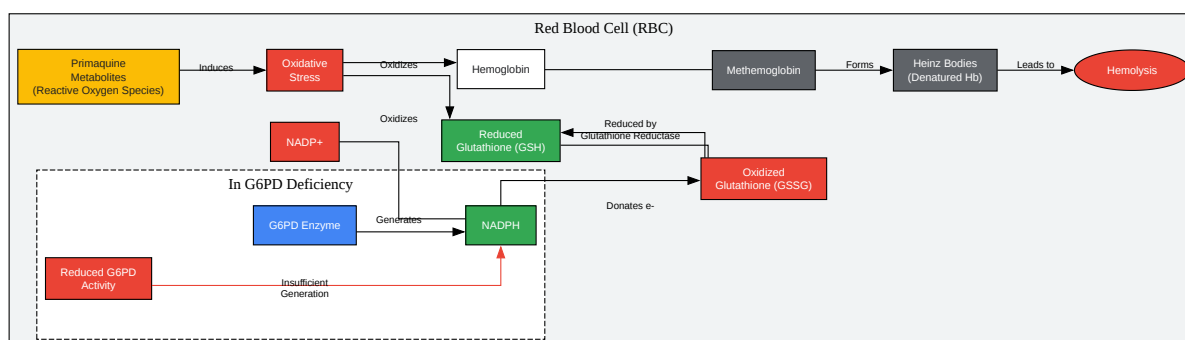 Red Blood Cell (RBC)
Primaquine
Metabolites
(Reactive Oxygen Species)
Induces
Oxidative
Stress
Oxidizes
Hemoglobin
Methemoglobin
Forms
Heinz Bodies
(Denatured Hb)
Leads to
Hemolysis
Oxidizes
NADP+
Reduced
Glutathione (GSH)
Reduced by
Glutathione Reductase
Oxidized
Glutathione (GSSG)
In G6PD Deficiency
G6PD Enzyme
Generates
NADPH
Donates e-
Reduced G6PD
Activity
Insufficient
Generation